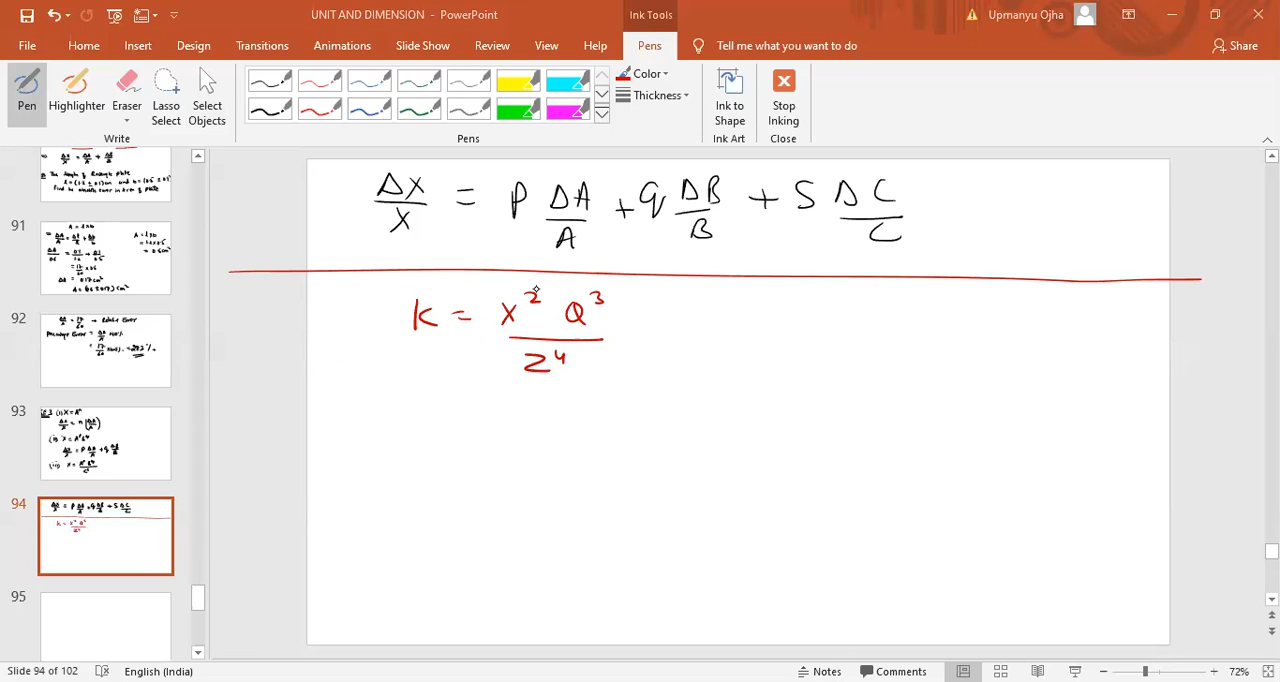 UNIT AND DIMENSION - PowerPoint
Ink Tools
Upmanyu Ojha
File Home Insert Design Transitions Animations Slide Show Review View Help Pens Tell me what you want to do Share
Pen Highlighter Eraser Lasso Select Select Objects
Color Thickness
Ink to Shape Stop Inking
Write Pens Ink Art Close
91
92
93
94
95
ΔX/X = P ΔA/A + q ΔB/B + S ΔC/C
K = x² Q³ / Z⁴
Slide 94 of 102 English (India) Notes Comments 72%